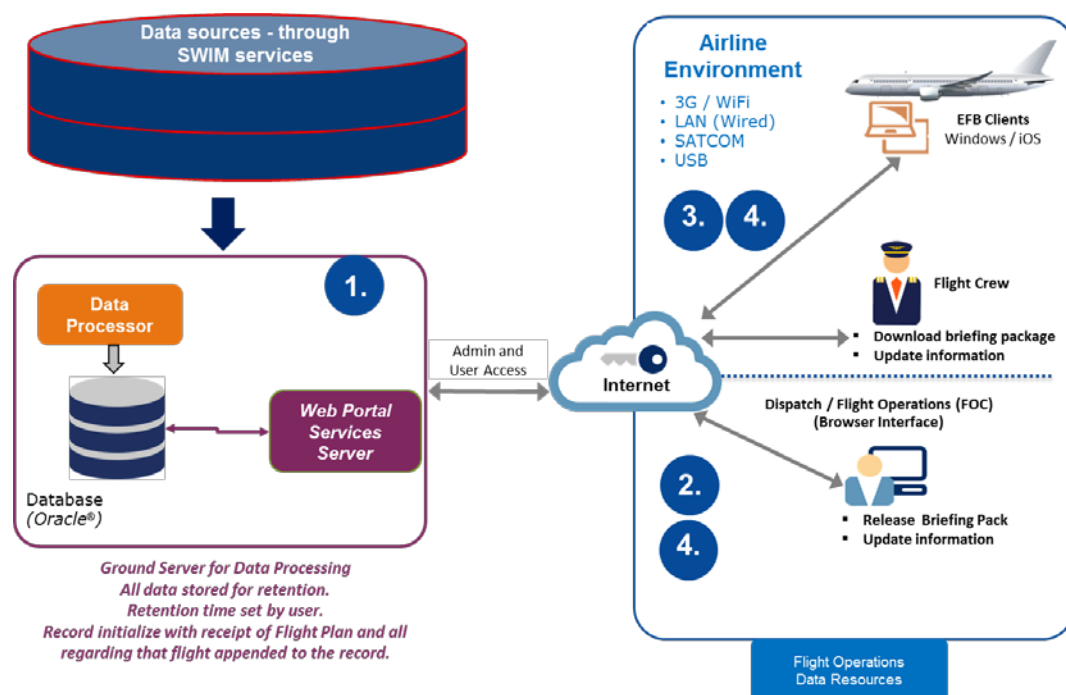 Data sources - through
SWIM services
1.
Data
Processor
Web Portal
Services
Server
Database
(Oracle®)
Ground Server for Data Processing
All data stored for retention.
Retention time set by user.
Record initialize with receipt of Flight Plan and all
regarding that flight appended to the record.
Admin and
User Access
Internet
Airline
Environment
• 3G / WiFi
• LAN (Wired)
• SATCOM
• USB
EFB Clients
Windows / iOS
3.
4.
Flight Crew
▪ Download briefing package
▪ Update information
Dispatch / Flight Operations (FOC)
(Browser Interface)
2.
4.
▪ Release Briefing Pack
▪ Update information
Flight Operations
Data Resources